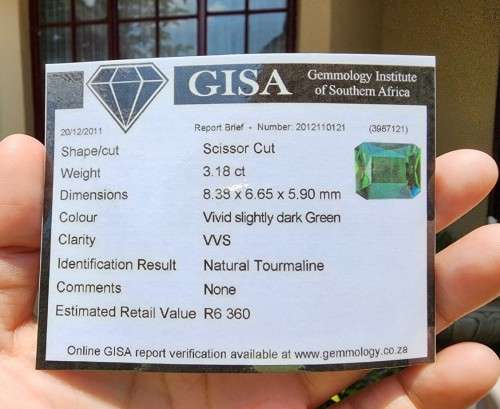 GISA
Gemmology Institute
of Southern Africa
20/12/2011
Report Brief - Number: 2012110121
(3987121)
Shape/cut Scissor Cut
Weight 3.18 ct
Dimensions 8.38 x 6.65 x 5.90 mm
Colour Vivid slightly dark Green
Clarity VVS
Identification Result Natural Tourmaline
Comments None
Estimated Retail Value R6 360
Online GISA report verification available at www.gemmology.co.za